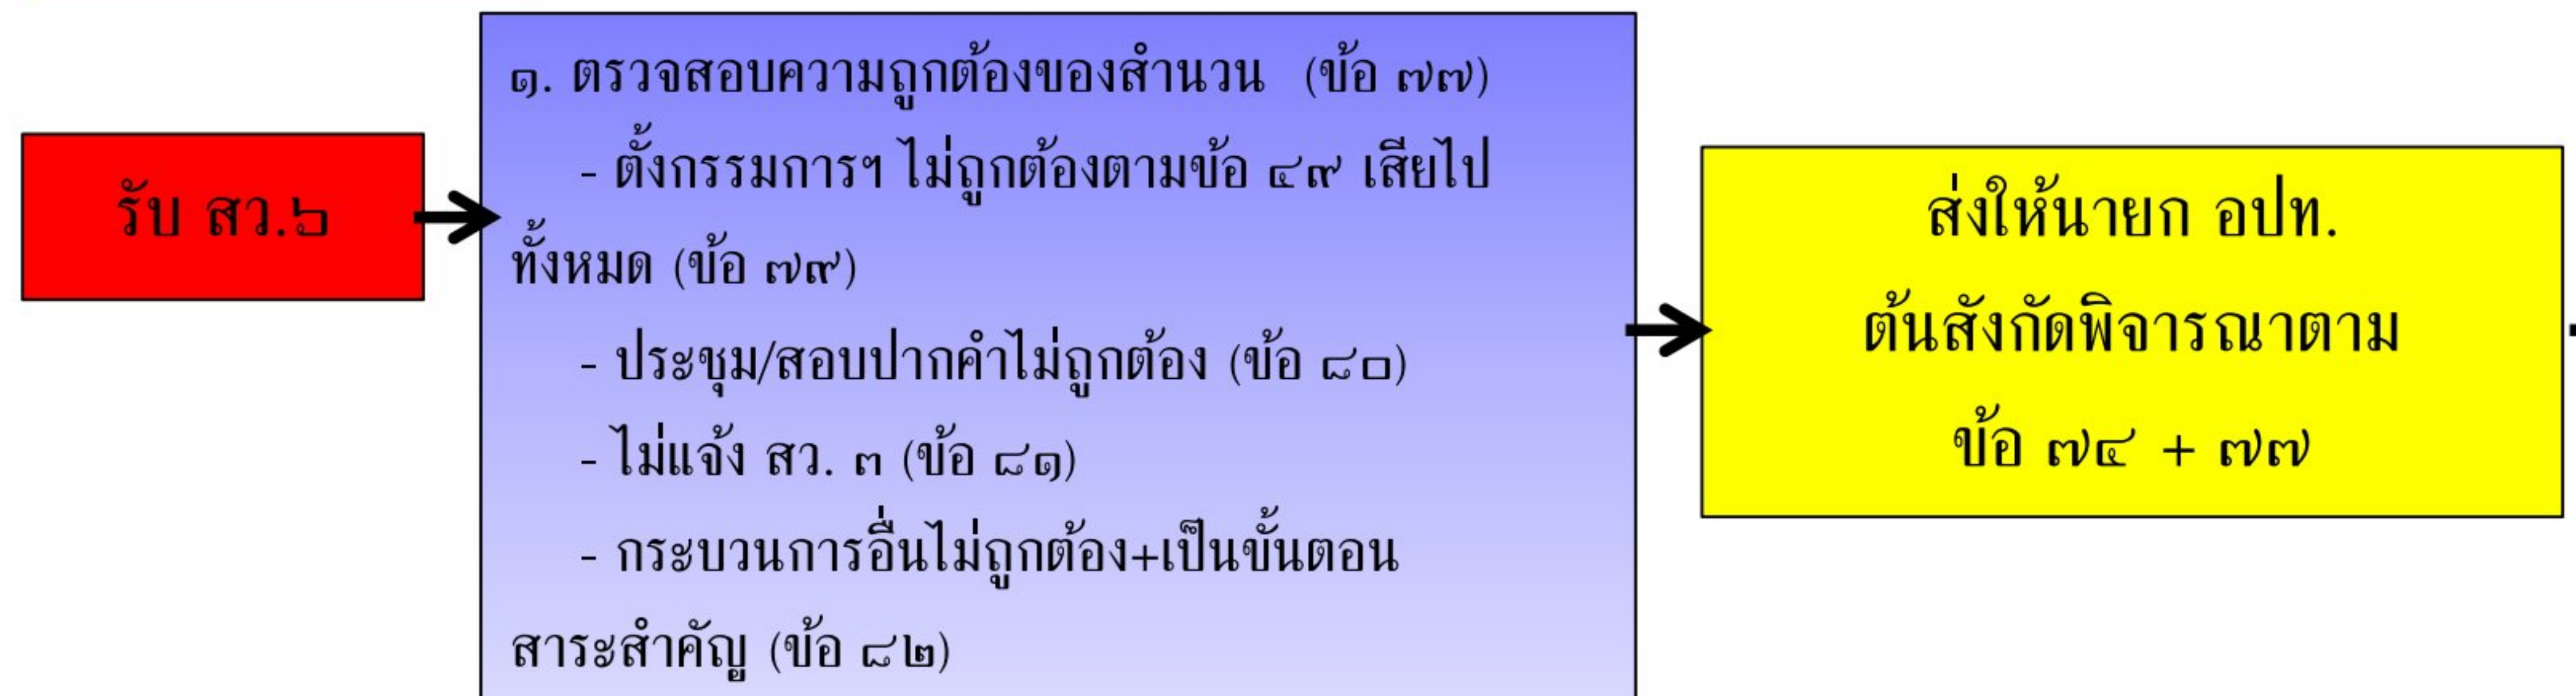 รับ สว.๖
๑. ตรวจสอบความถูกต้องของสำนวน (ข้อ ๗๗)
- ตั้งกรรมการฯ ไม่ถูกต้องตามข้อ ๔๙ เสียไป
ทั้งหมด (ข้อ ๗๙)
- ประชุม/สอบปากคำไม่ถูกต้อง (ข้อ ๘๐)
- ไม่แจ้ง สว. ๓ (ข้อ ๘๑)
- กระบวนการอื่นไม่ถูกต้อง+เป็นขั้นตอน
สาระสำคัญ (ข้อ ๘๒)
ส่งให้นายก อปท.
ต้นสังกัดพิจารณาตาม
ข้อ ๗๔ + ๗๗